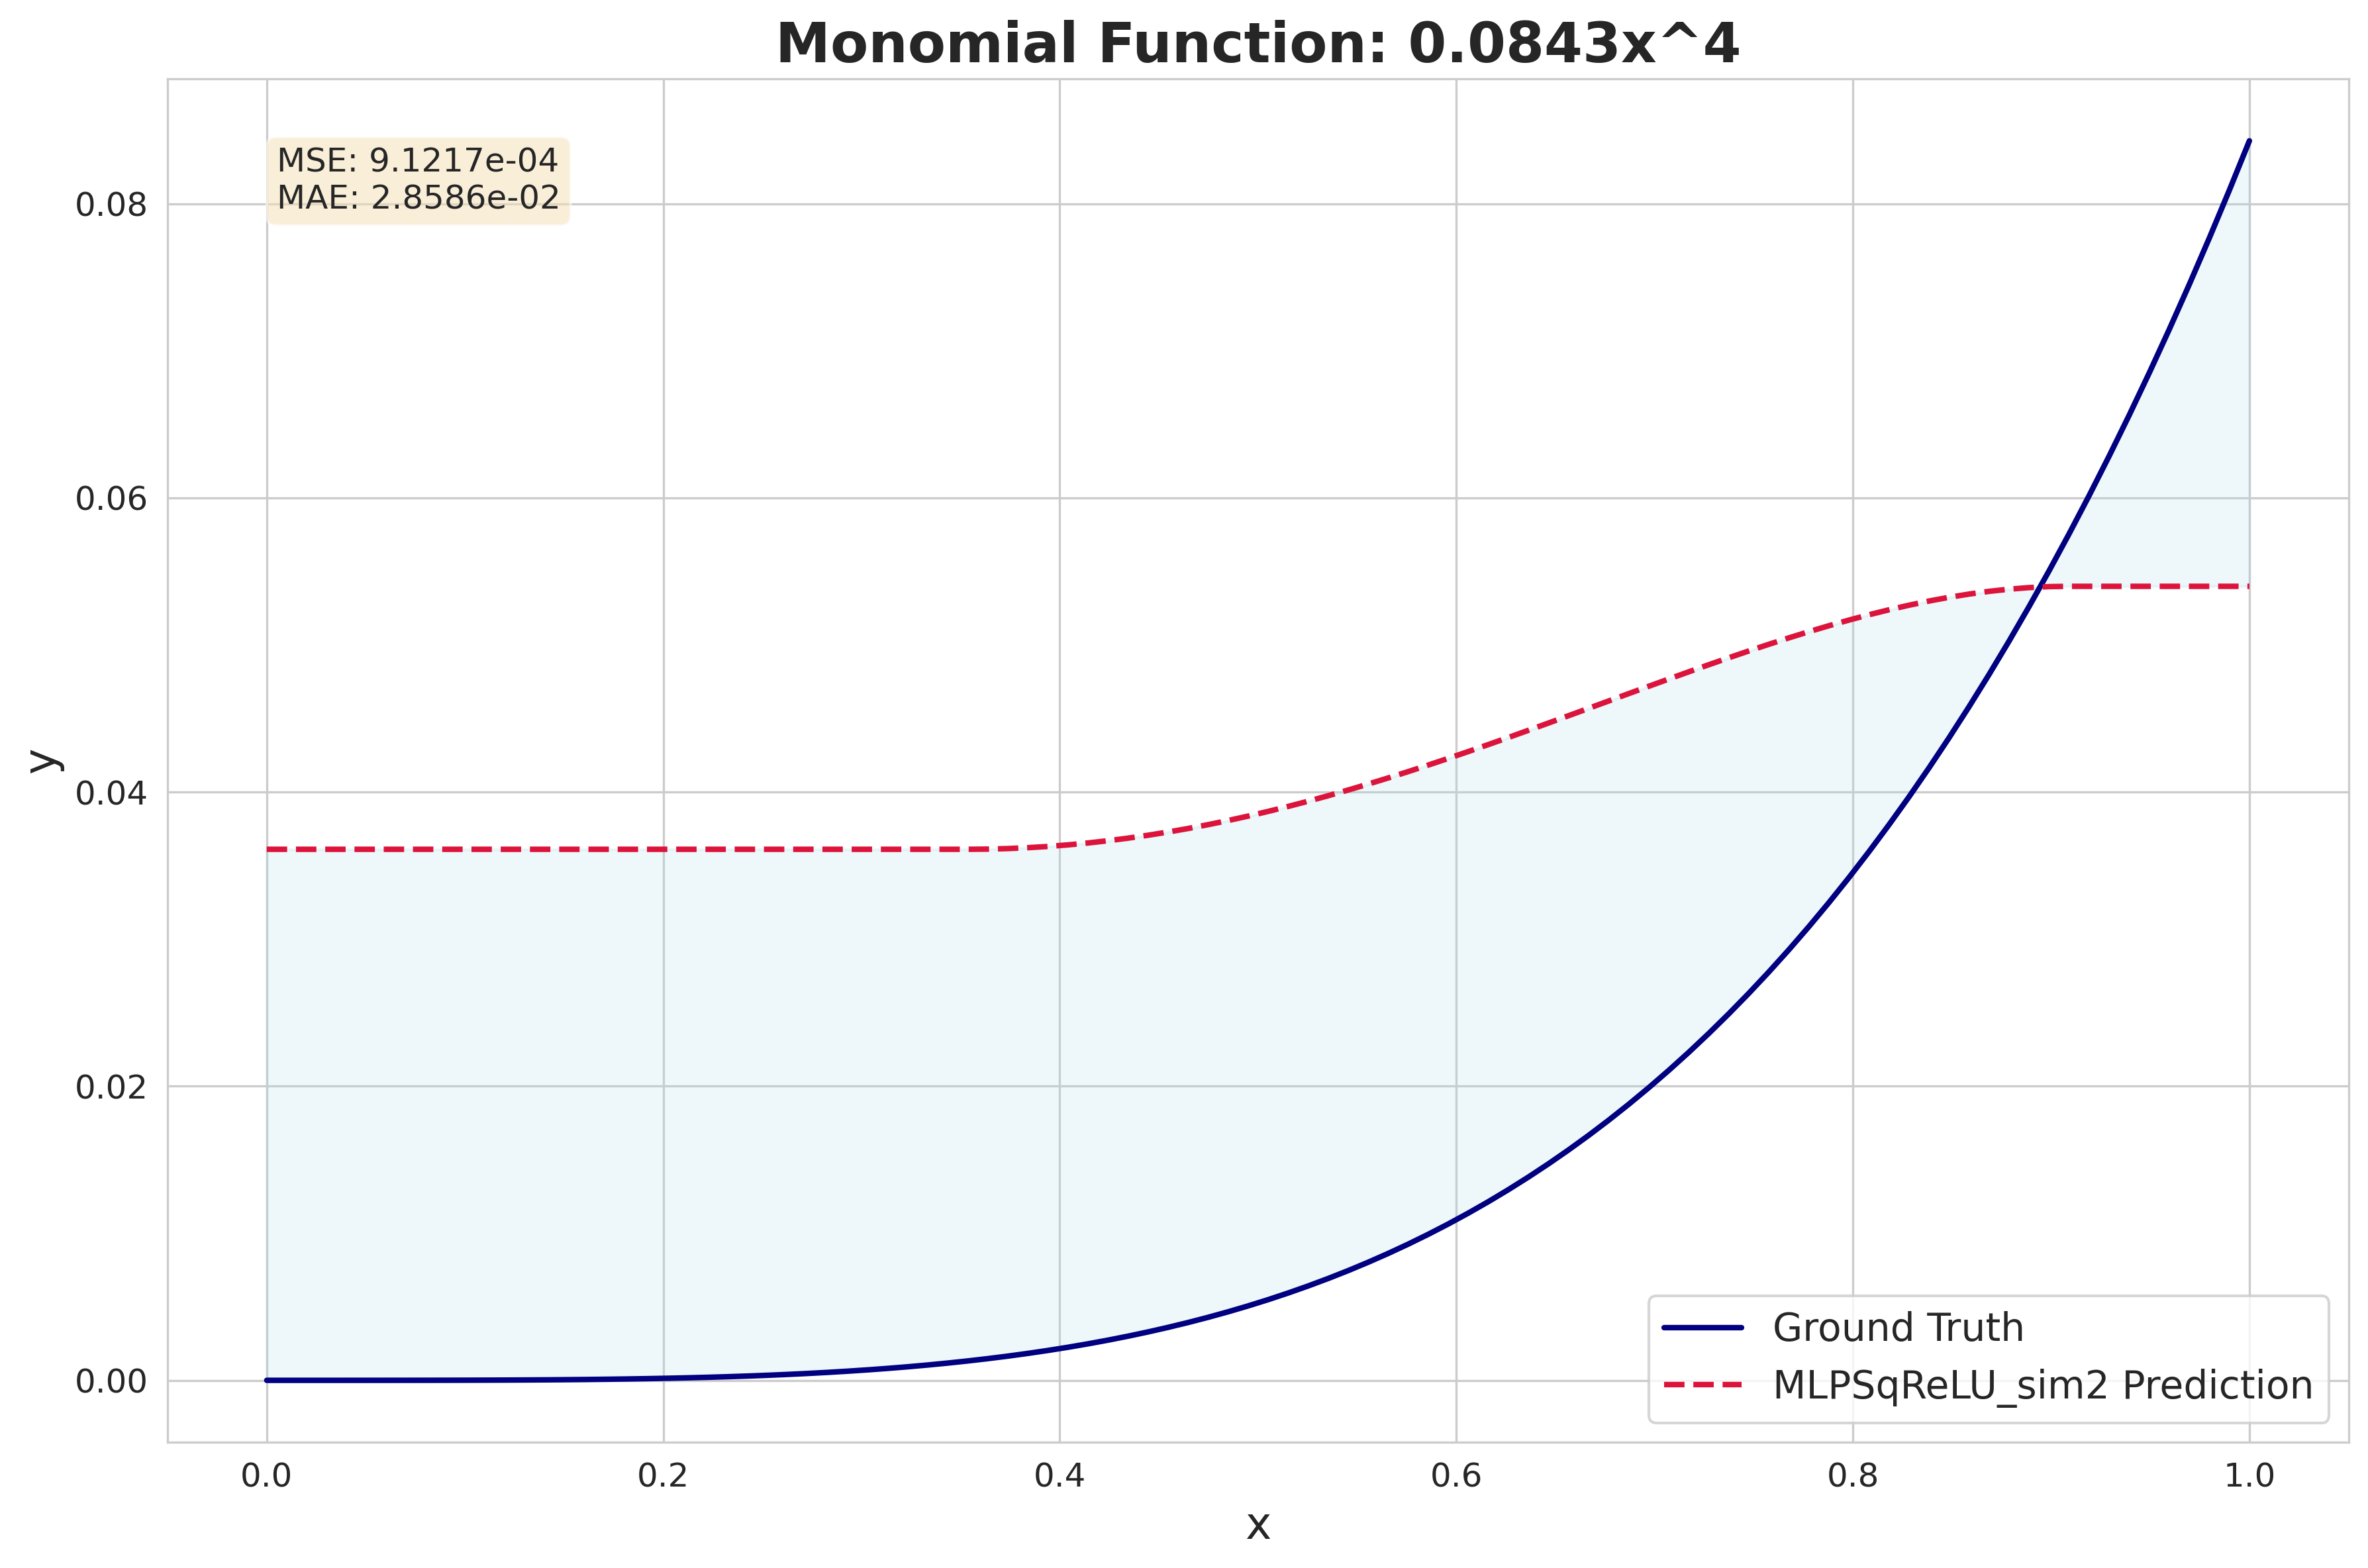 Monomial Function: 0.0843x^4
MSE: 9.1217e-04
MAE: 2.8586e-02
0.08
0.06
0.04
0.02
0.00
y
0.0 0.2 0.4 0.6 0.8 1.0
x
Ground Truth
MLPSqReLU_sim2 Prediction